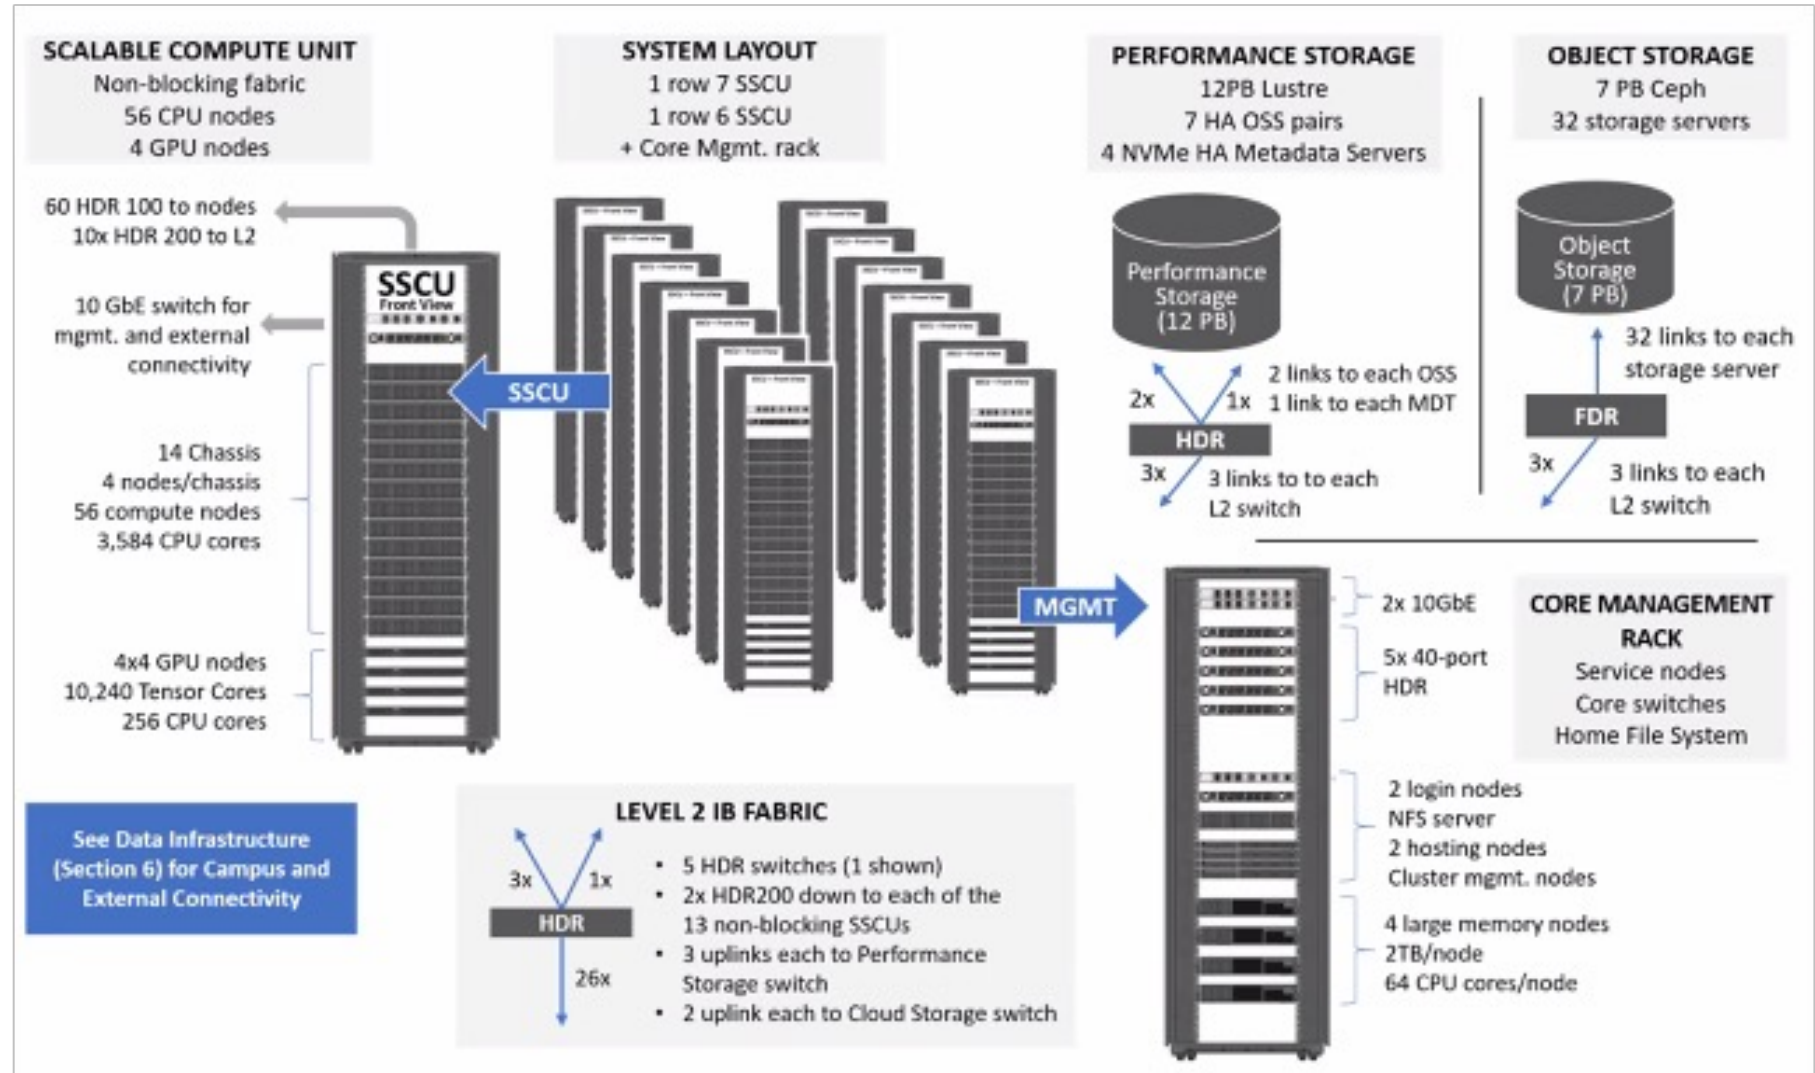 SCALABLE COMPUTE UNIT
Non-blocking fabric
56 CPU nodes
4 GPU nodes
SYSTEM LAYOUT
1 row 7 SSCU
1 row 6 SSCU
+ Core Mgmt. rack
PERFORMANCE STORAGE
12PB Lustre
7 HA OSS pairs
4 NVMe HA Metadata Servers
OBJECT STORAGE
7 PB Ceph
32 storage servers
60 HDR 100 to nodes
10x HDR 200 to L2
10 GbE switch for
mgmt. and external
connectivity
14 Chassis
4 nodes/chassis
56 compute nodes
3,584 CPU cores
4x4 GPU nodes
10,240 Tensor Cores
256 CPU cores
SSCU
Front View
SSCU
MGMT
Performance
Storage
(12 PB)
2x
1x
2 links to each OSS
1 link to each MDT
HDR
3x
3 links to to each
L2 switch
Object
Storage
(7 PB)
32 links to each
storage server
FDR
3x
3 links to each
L2 switch
2x 10GbE
5x 40-port
HDR
2 login nodes
NFS server
2 hosting nodes
Cluster mgmt. nodes
4 large memory nodes
2TB/node
64 CPU cores/node
CORE MANAGEMENT
RACK
Service nodes
Core switches
Home File System
See Data Infrastructure
(Section 6) for Campus and
External Connectivity
LEVEL 2 IB FABRIC
3x
1x
HDR
26x
• 5 HDR switches (1 shown)
• 2x HDR200 down to each of the
13 non-blocking SSCUs
• 3 uplinks each to Performance
Storage switch
• 2 uplink each to Cloud Storage switch